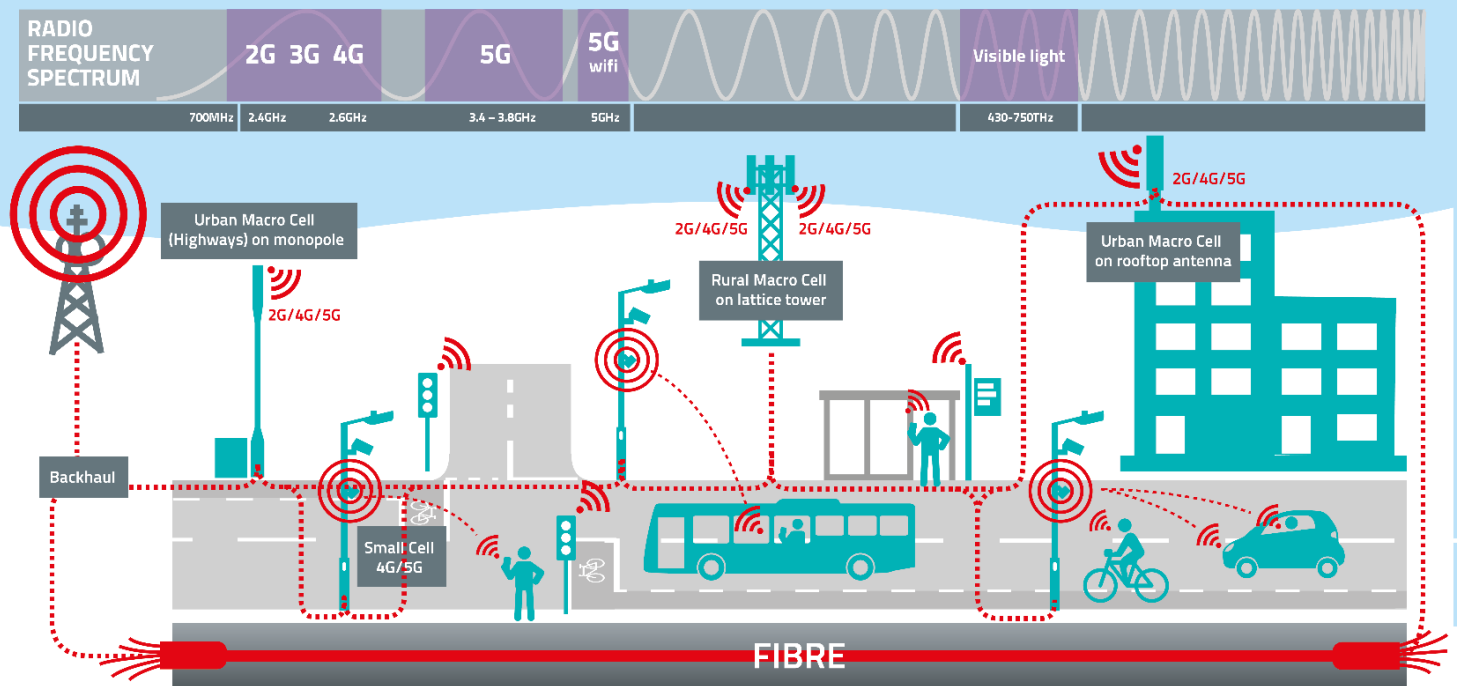 RADIO
FREQUENCY
SPECTRUM
2G 3G 4G
5G
5G
wifi
Visible light
700MHz
2.4GHz
2.6GHz
3.4 – 3.8GHz
5GHz
430-750THz
2G/4G/5G
Urban Macro Cell
(Highways) on monopole
2G/4G/5G
2G/4G/5G
2G/4G/5G
Urban Macro Cell
on rooftop antenna
Rural Macro Cell
on lattice tower
Backhaul
Small Cell
4G/5G
FIBRE